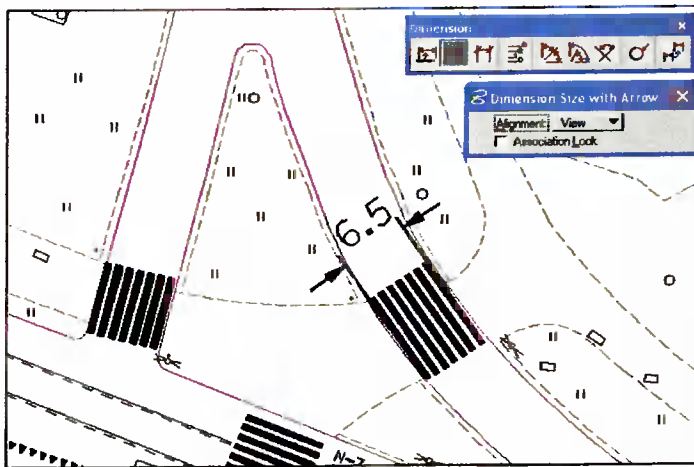 Dimension
Dimension Size with Arrow
Alignment: View
Association Lock
6.5